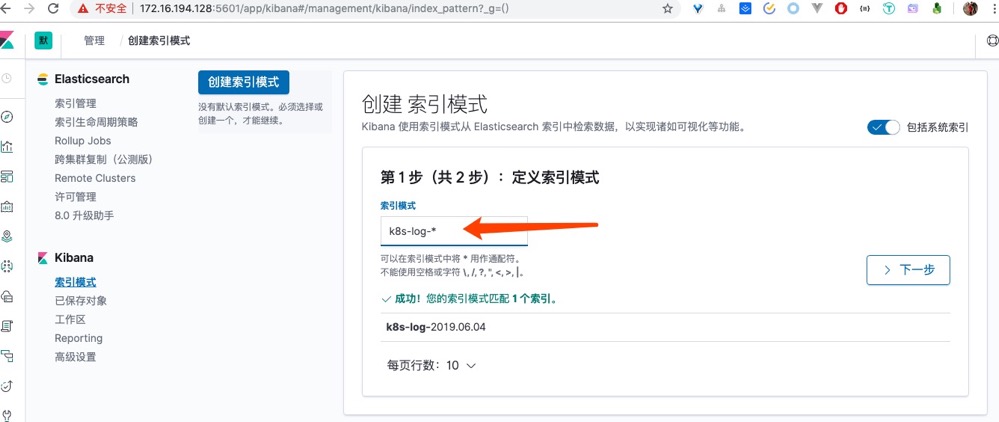 不安全 172.16.194.128:5601/app/kibana#/management/kibana/index_pattern?_g=()
默 管理 / 创建索引模式
Elasticsearch
索引管理
索引生命周期策略
Rollup Jobs
跨集群复制（公测版）
Remote Clusters
许可管理
8.0 升级助手
Kibana
索引模式
已保存对象
工作区
Reporting
高级设置
创建索引模式
没有默认索引模式。必须选择或
创建一个，才能继续。
创建 索引模式
Kibana 使用索引模式从 Elasticsearch 索引中检索数据，以实现诸如可视化等功能。
包括系统索引
第 1 步（共 2 步）：定义索引模式
索引模式
k8s-log-*
可以在索引模式中将 * 用作通配符。
不能使用空格或字符 \, /, ?, ", <, >, |。
下一步
成功！您的索引模式匹配 1 个索引。
k8s-log-2019.06.04
每页行数：10